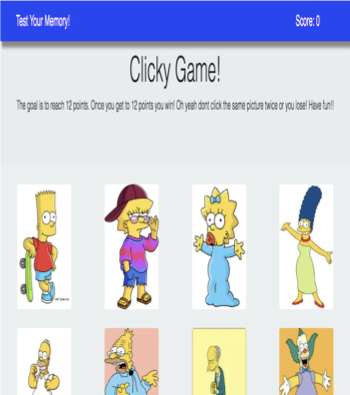 Test Your Memory!
Score: 0
Clicky Game!
The goal is to reach 12 points. Once you get to 12 points you win! Oh yeah dont click the same picture twice or you lose! Have fun!!